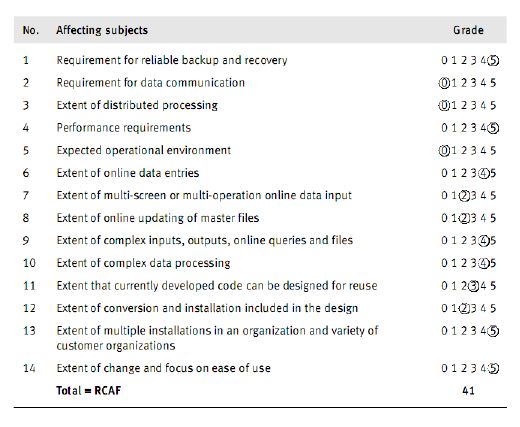 No. Affecting subjects Grade
1 Requirement for reliable backup and recovery 0 1 2 3 4 5
2 Requirement for data communication 0 1 2 3 4 5
3 Extent of distributed processing 0 1 2 3 4 5
4 Performance requirements 0 1 2 3 4 5
5 Expected operational environment 0 1 2 3 4 5
6 Extent of online data entries 0 1 2 3 4 5
7 Extent of multi-screen or multi-operation online data input 0 1 2 3 4 5
8 Extent of online updating of master files 0 1 2 3 4 5
9 Extent of complex inputs, outputs, online queries and files 0 1 2 3 4 5
10 Extent of complex data processing 0 1 2 3 4 5
11 Extent that currently developed code can be designed for reuse 0 1 2 3 4 5
12 Extent of conversion and installation included in the design 0 1 2 3 4 5
13 Extent of multiple installations in an organization and variety of 0 1 2 3 4 5
customer organizations
14 Extent of change and focus on ease of use 0 1 2 3 4 5
Total = RCAF 41